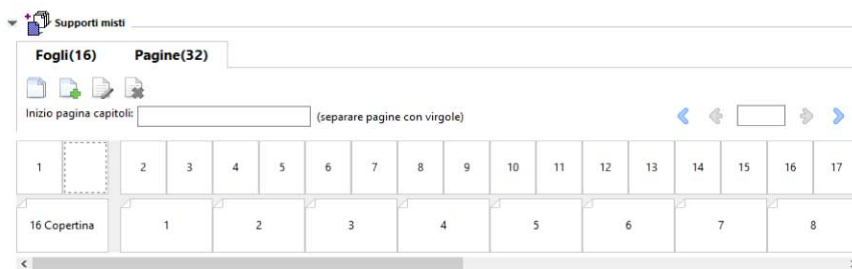 Supporti misti
Fogli(16) Pagine(32)
Inizio pagina capitoli: (separare pagine con virgole)
1 2 3 4 5 6 7 8 9 10 11 12 13 14 15 16 17
16 Copertina 1 2 3 4 5 6 7 8